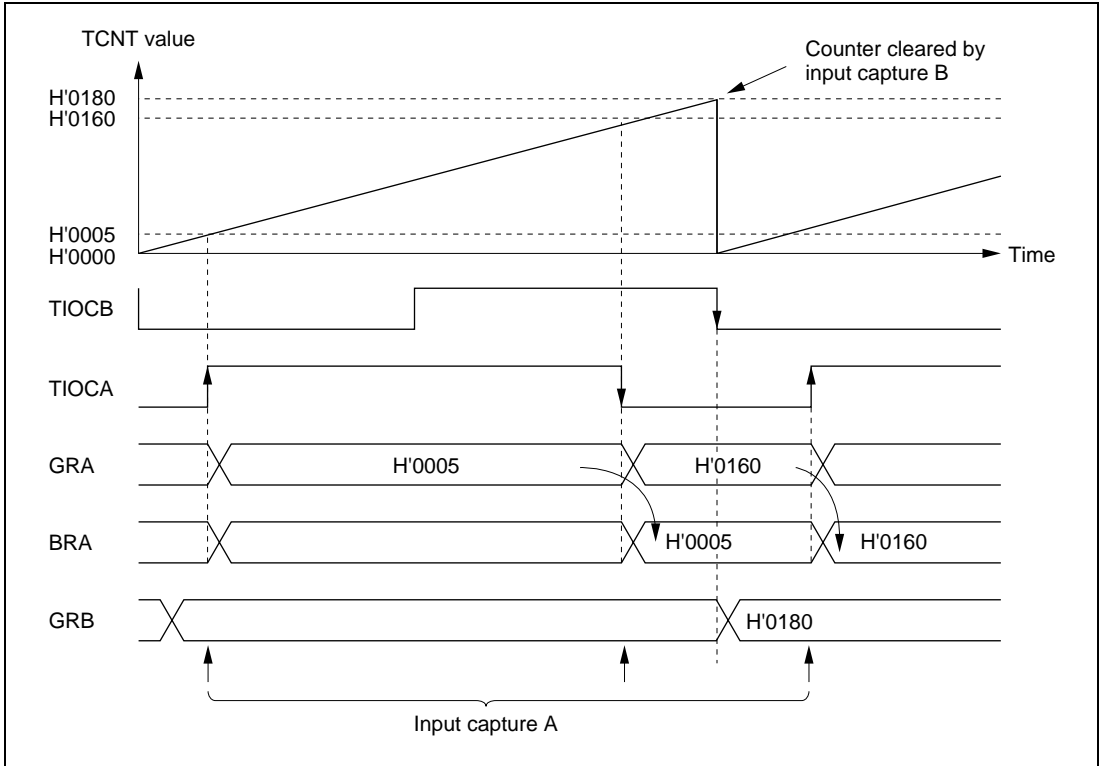 TCNT value
Counter cleared by
input capture B
H'0180
H'0160
H'0005
H'0000
Time
TIOCB
TIOCA
GRA
H'0005
H'0160
BRA
H'0005
H'0160
GRB
H'0180
Input capture A